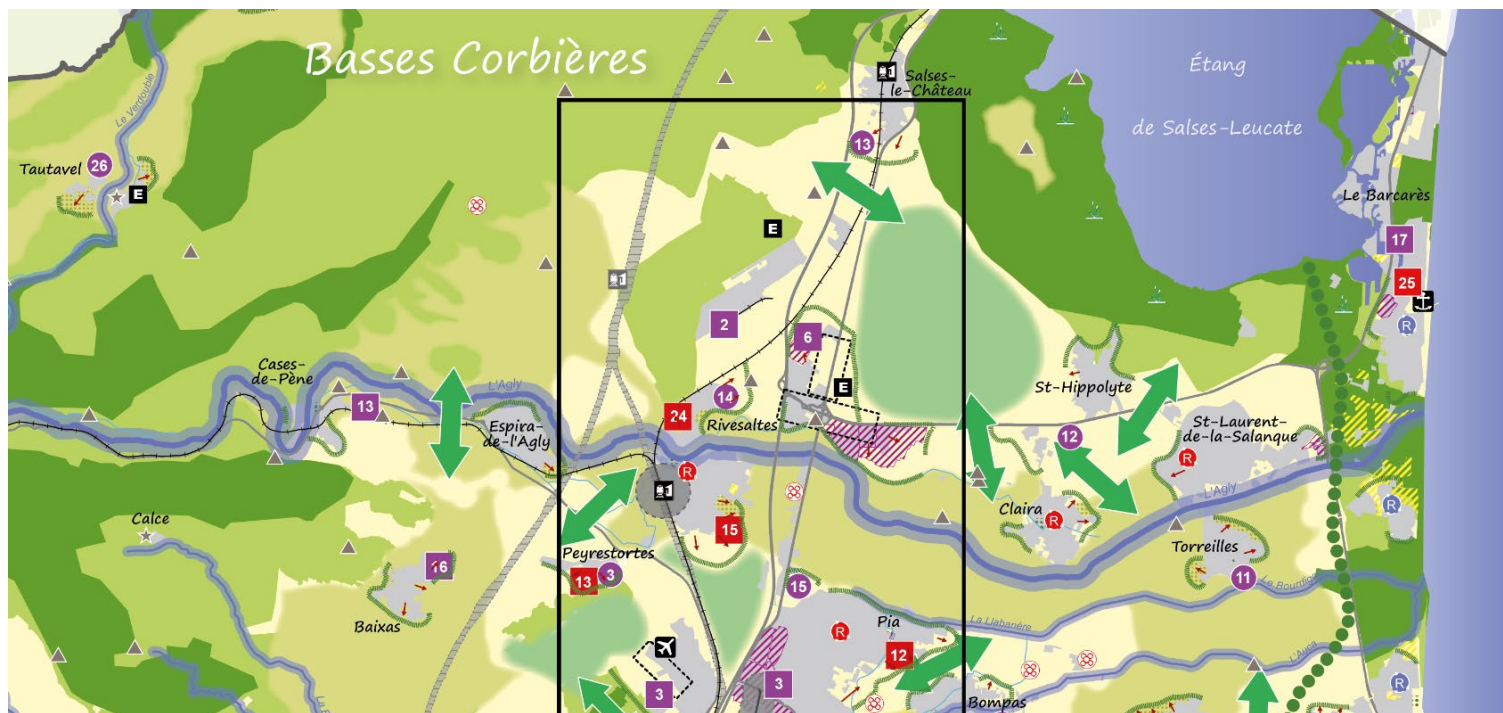 Basses Corbières
Étang
de Salses-Leucate
Salses-
le-Château
Le Verdouble
13
Tautavel
26
E
Le Barcarès
17
E
25
2
6
R
Cases-
de-Pène
L'Agly
E
St-Hippolyte
13
14
24
Rivesaltes
Espira-
de-l'Agly
12
St-Laurent-
de-la-Salanque
R
R
L'Agly
R
Calce
Claira
R
15
Torreilles
Peyrestortes
16
13
3
15
11
Le Bourdigou
Baixas
La Llabanère
Pia
R
12
L'Auca
3
3
R
Bompas